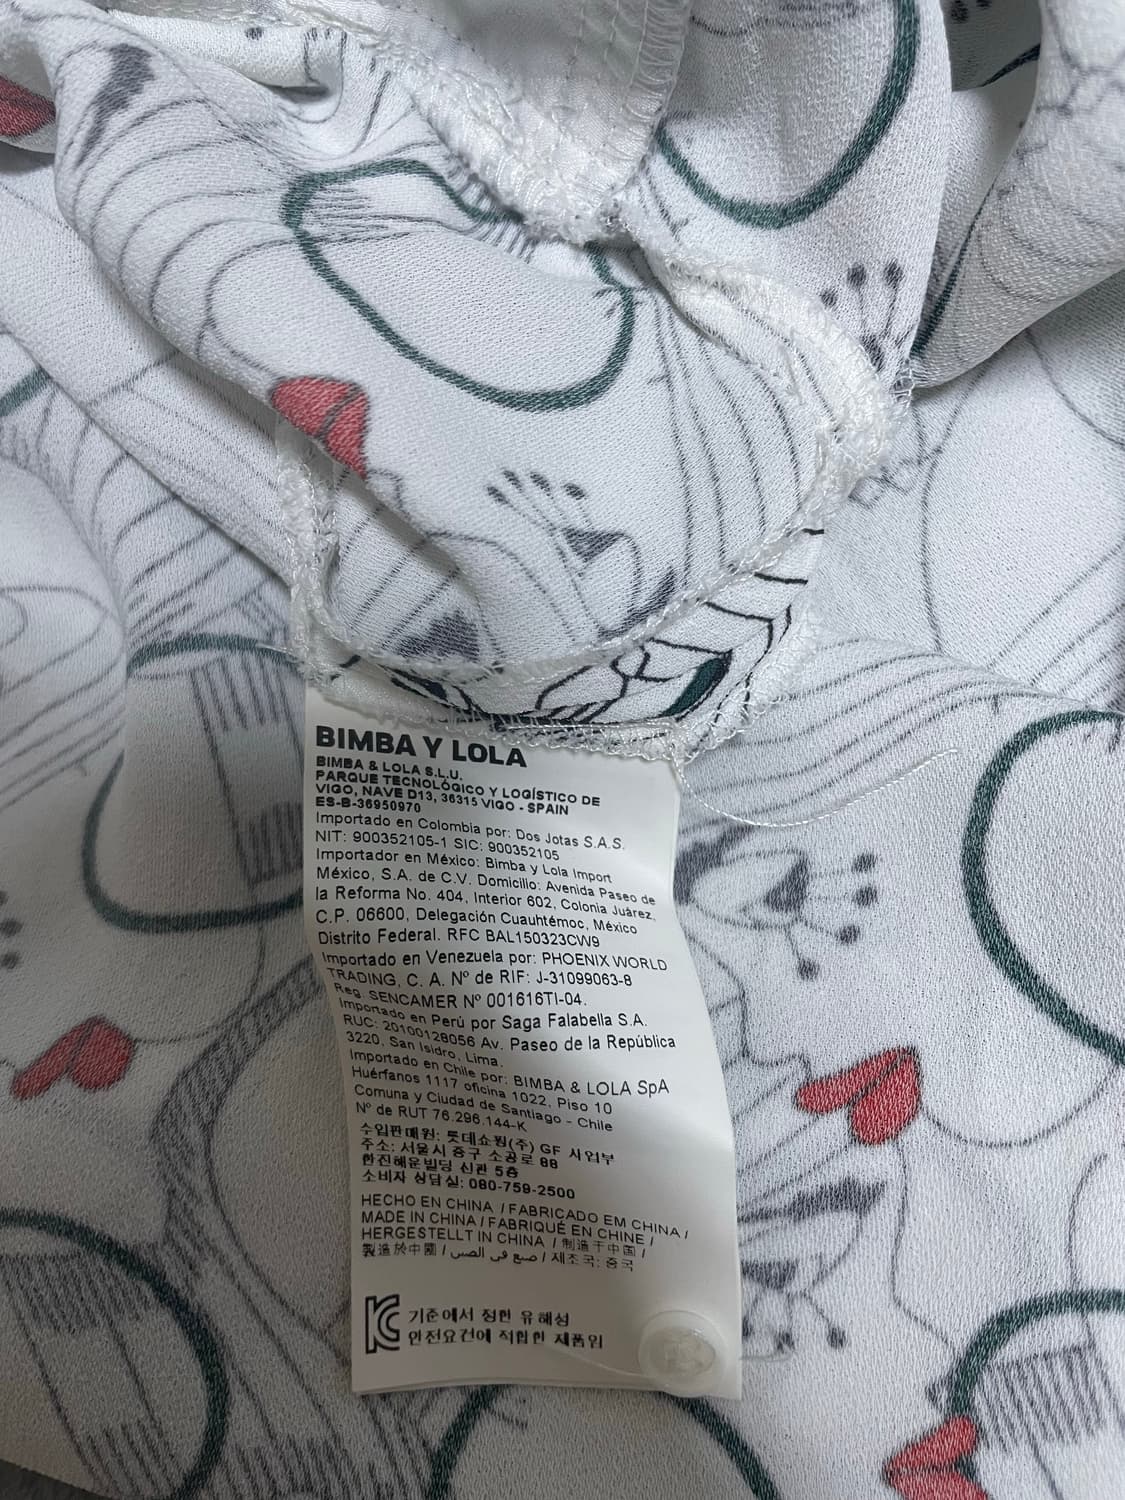 BIMBA Y LOLA
BIMBA & LOLA S.L.U.
PARQUE TECNOLÓGICO Y LOGÍSTICO DE
VIGO, NAVE D13, 36315 VIGO - SPAIN
ES-B-36950970
Importado en Colombia por: Dos Jotas S.A.S.
NIT: 900352105-1 SIC: 900352105
Importador en México: Bimba y Lola Import
México, S.A. de C.V. Domicilio: Avenida Paseo de
la Reforma No. 404, Interior 602, Colonia Juárez,
C.P. 06600, Delegación Cuauhtémoc, México
Distrito Federal. RFC BAL150323CW9
Importado en Venezuela por: PHOENIX WORLD
TRADING, C. A. Nº de RIF: J-31099063-8
Reg. SENCAMER Nº 001616TI-04.
Importado en Perú por Saga Falabella S.A.
RUC: 20100128056 Av. Paseo de la República
3220, San Isidro, Lima.
Importado en Chile por: BIMBA & LOLA SpA
Huérfanos 1117 oficina 1022, Piso 10
Comuna y Ciudad de Santiago - Chile
Nº de RUT 76.296.144-K
수입판매원: 롯데쇼핑(주) GF 사업부
주소: 서울시 중구 소공로 88
한진해운빌딩 신관 5층
소비자 상담실: 080-759-2500
HECHO EN CHINA / FABRICADO EM CHINA /
MADE IN CHINA / FABRIQUÉ EN CHINE /
HERGESTELLT IN CHINA / 制造于中国 /
製造於中國 / صنع في الصين / 제조국: 중국
KC 기준에서 정한 유해성
안전요건에 적합한 제품임